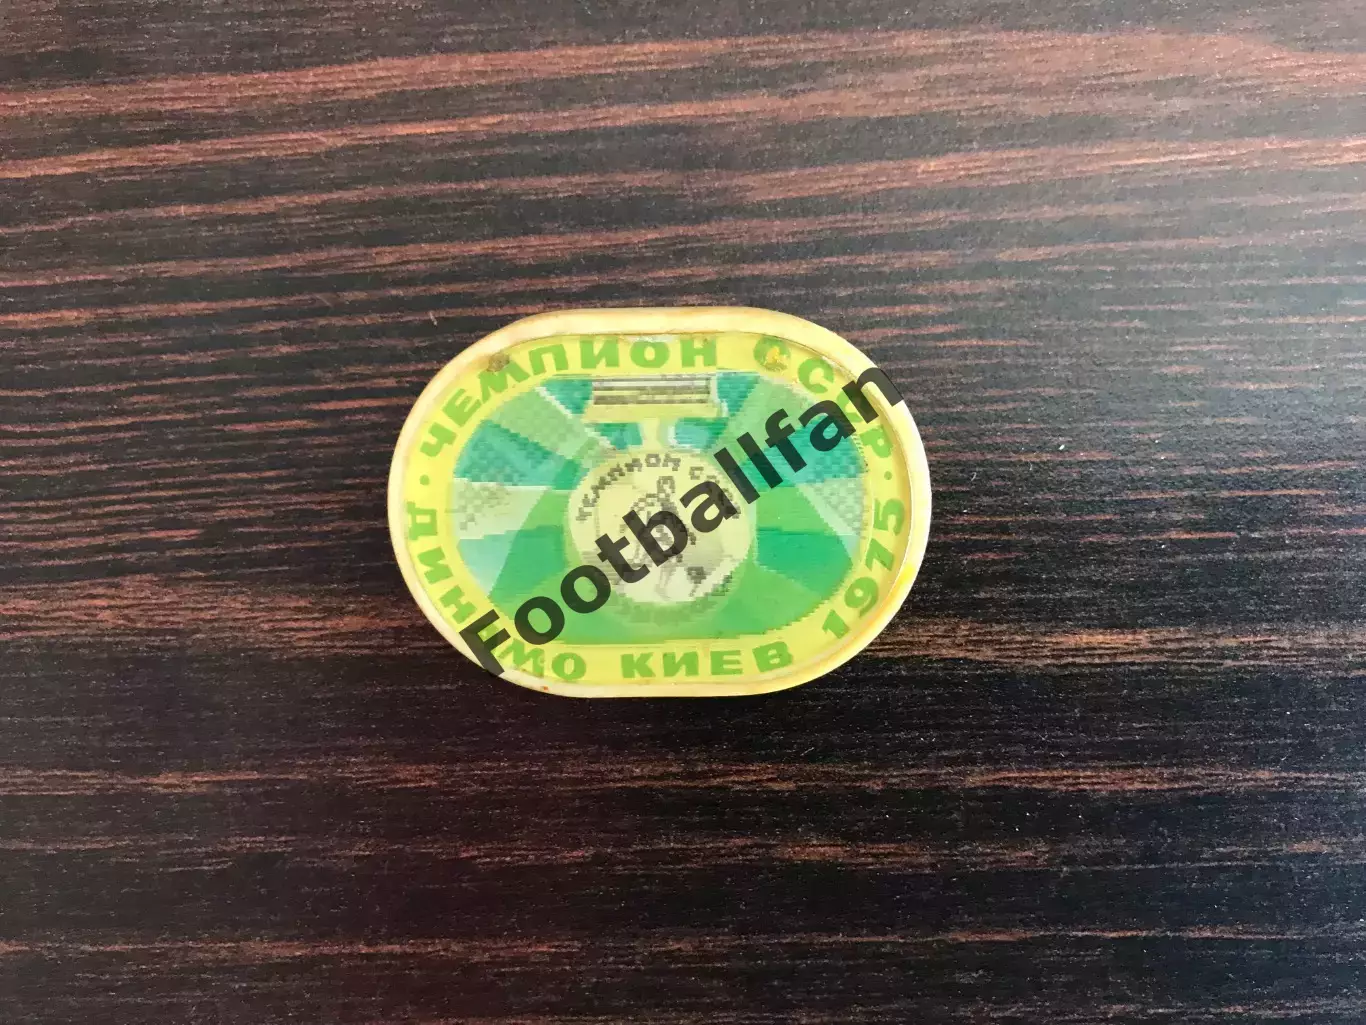 ЧЕМПИОН СССР
· ДИНАМО КИЕВ 1975 ·
ЧЕМПИОН С
Footballfan